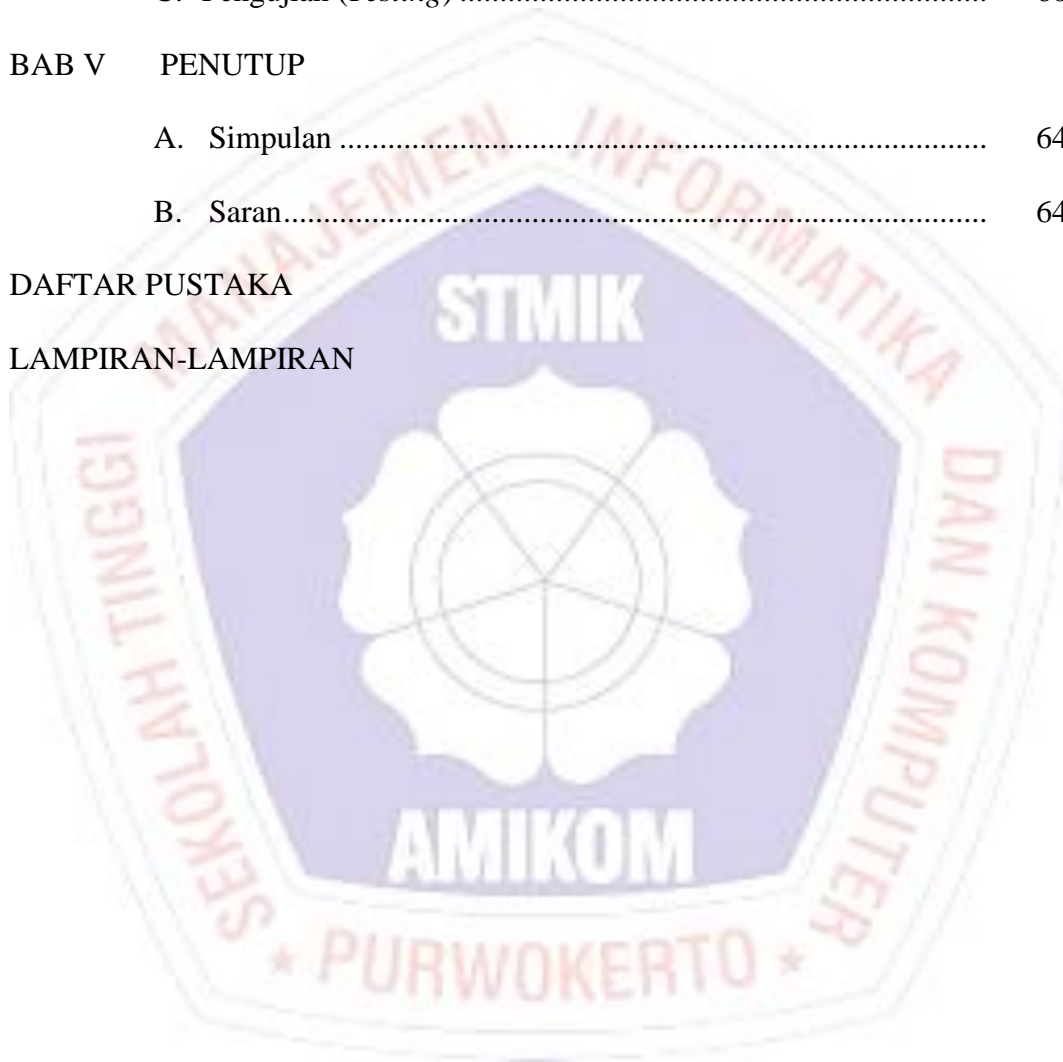 BAB V PENUTUP
A. Simpulan ........................................................................ 64
B. Saran ................................................................................ 64
DAFTAR PUSTAKA
LAMPIRAN-LAMPIRAN
SEKOLAH TINGGI MANAJEMEN INFORMATIKA DAN KOMPUTER
STMIK
AMIKOM
* PURWOKERTO *